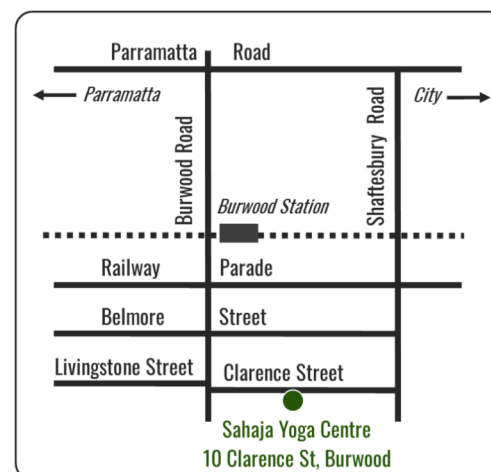 Parramatta Road
Parramatta
City
Burwood Road
Shaftesbury Road
Burwood Station
Railway Parade
Belmore Street
Livingstone Street
Clarence Street
Sahaja Yoga Centre
10 Clarence St, Burwood